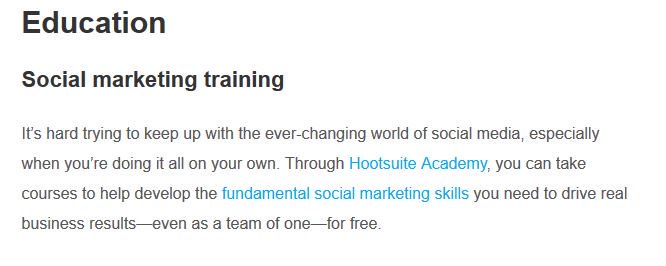 Education
Social marketing training
It’s hard trying to keep up with the ever-changing world of social media, especially
when you’re doing it all on your own. Through Hootsuite Academy, you can take
courses to help develop the fundamental social marketing skills you need to drive real
business results—even as a team of one—for free.